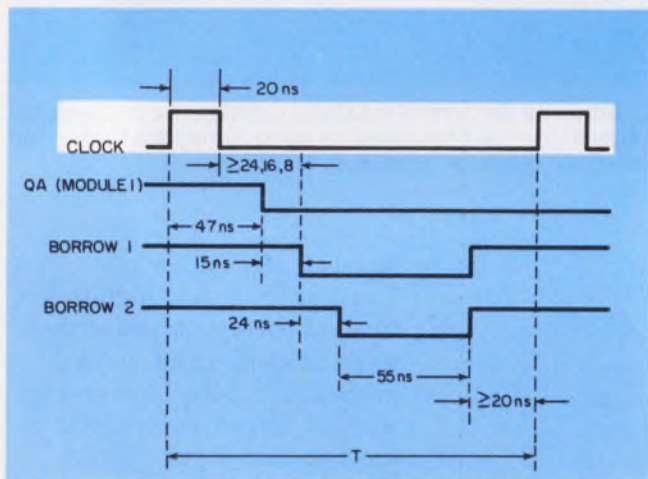 20 ns
CLOCK
≥24,16,8
QA (MODULE 1)
47 ns
BORROW 1
15 ns
BORROW 2
24 ns
55 ns
≥20 ns
T